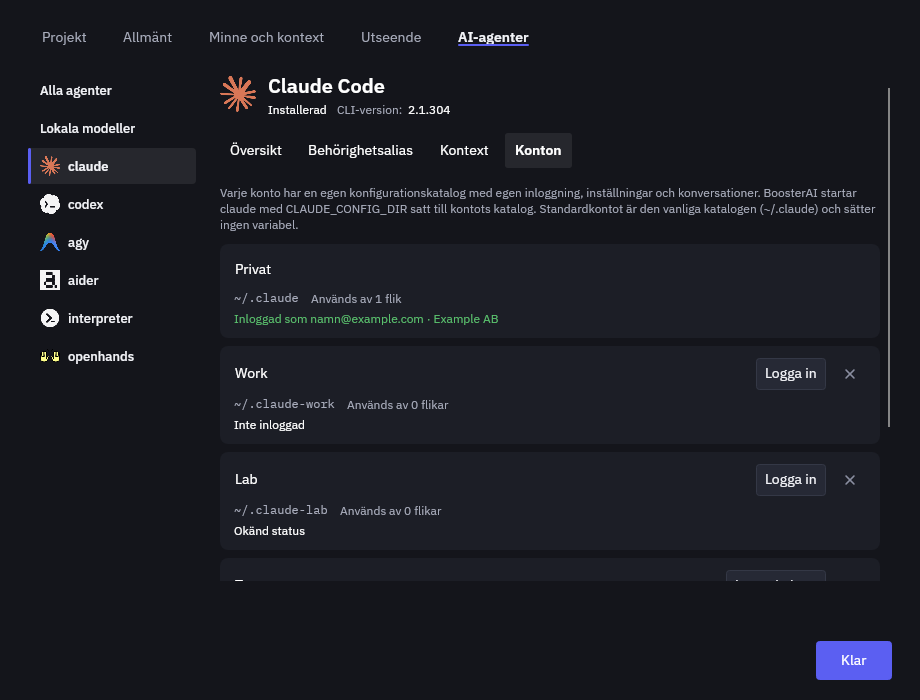 Projekt Allmänt Minne och kontext Utseende AI-agenter
Alla agenter
Lokala modeller
claude
codex
agy
aider
interpreter
openhands
Claude Code
Installerad CLI-version: 2.1.304
Översikt Behörighetsalias Kontext Konton
Varje konto har en egen konfigurationskatalog med egen inloggning, inställningar och konversationer. BoosterAI startar
claude med CLAUDE_CONFIG_DIR satt till kontots katalog. Standardkontot är den vanliga katalogen (~/.claude) och sätter
ingen variabel.
Privat
~/.claude Används av 1 flik
Inloggad som namn@example.com · Example AB
Work Logga in
~/.claude-work Används av 0 flikar
Inte inloggad
Lab Logga in
~/.claude-lab Används av 0 flikar
Okänd status
Klar